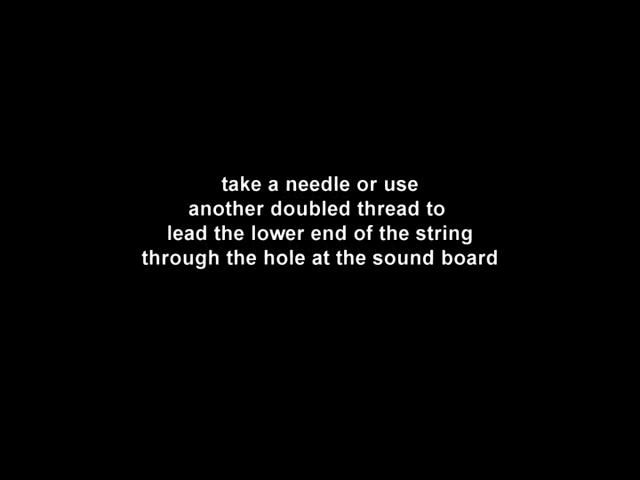 take a needle or use
another doubled thread to
lead the lower end of the string
through the hole at the sound board